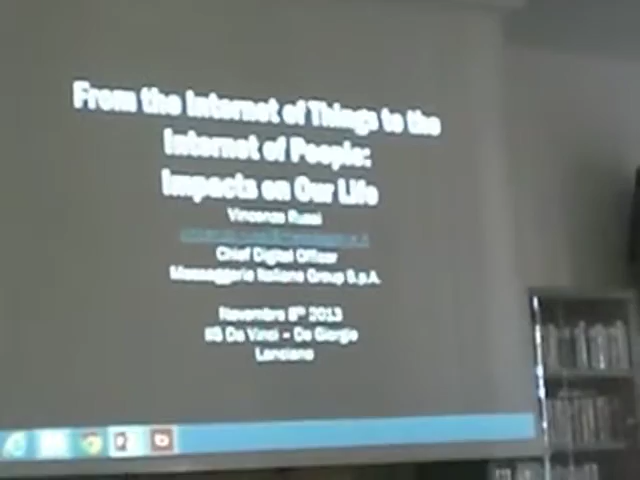 From the Internet of Things to the
Internet of People:
Impacts on Our Life
Vincenzo Russi
Chief Digital Officer
Messaggerie Italiane Group S.p.A.
Novembre 8th 2013
IIS Da Vinci - De Giorgio
Lanciano